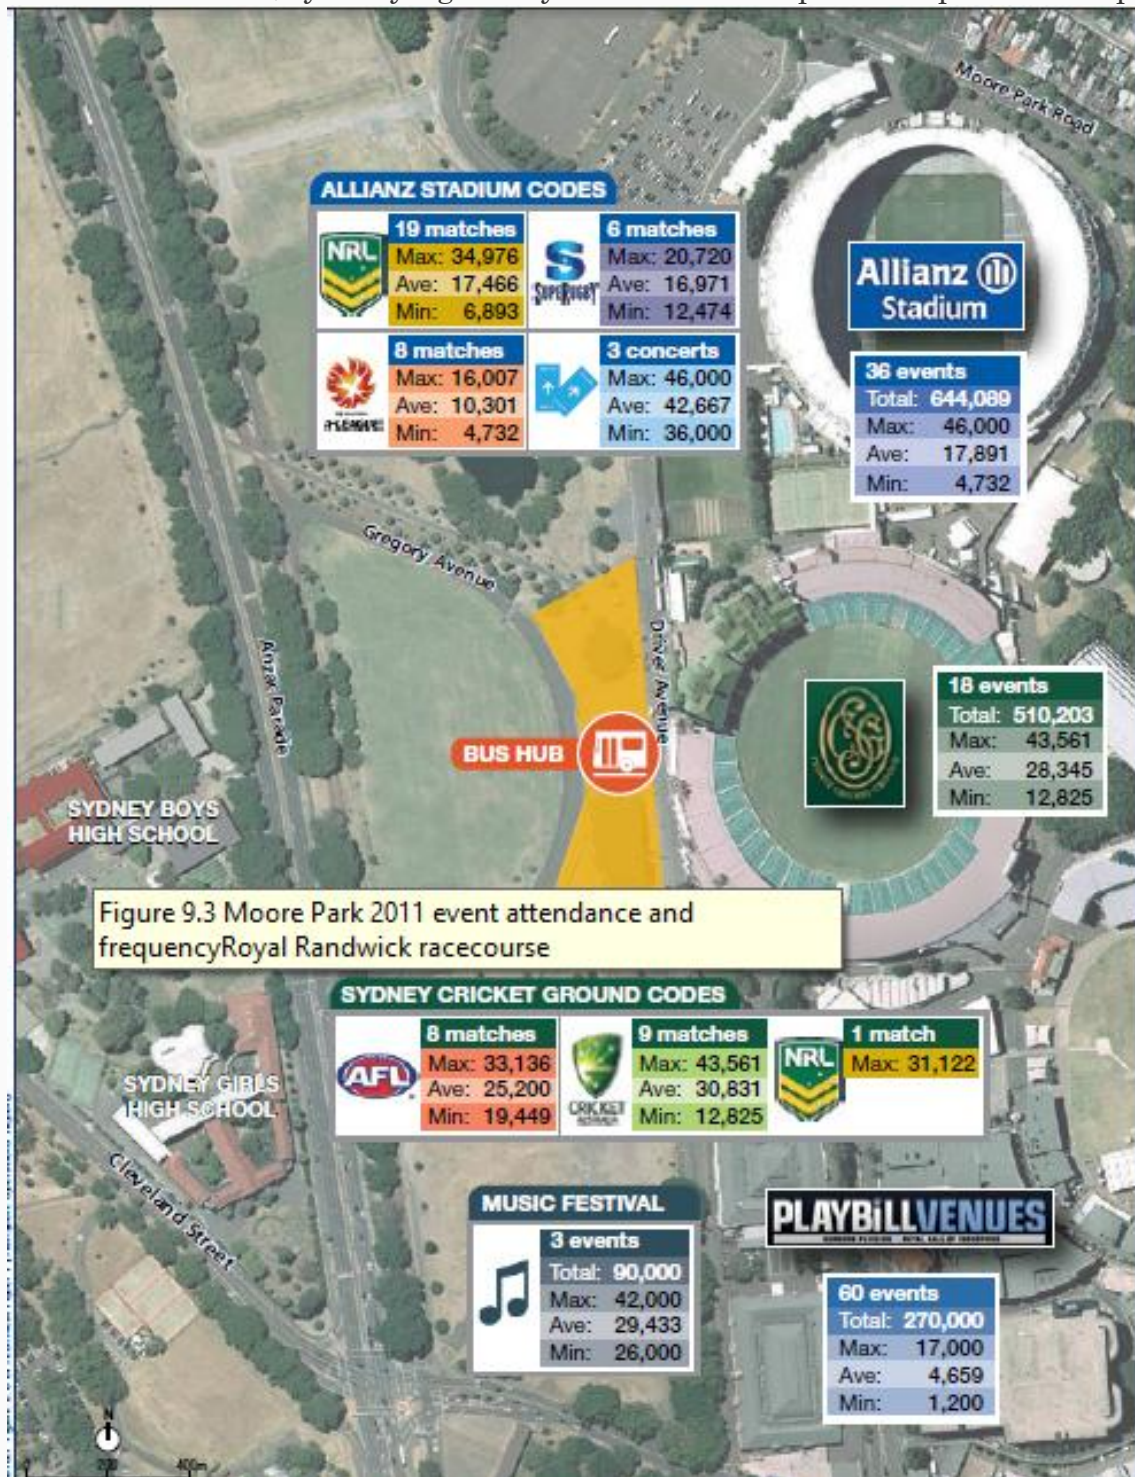 Moore Park Road
ALLIANZ STADIUM CODES
NRL
19 matches
Max: 34,976
Ave: 17,466
Min: 6,893
SUPERUGBY
6 matches
Max: 20,720
Ave: 16,971
Min: 12,474
A-LEAGUE
8 matches
Max: 16,007
Ave: 10,301
Min: 4,732
3 concerts
Max: 46,000
Ave: 42,667
Min: 36,000
Allianz
Stadium
36 events
Total: 644,089
Max: 46,000
Ave: 17,891
Min: 4,732
Gregory Avenue
Anzac Parade
Driver Avenue
BUS HUB
18 events
Total: 510,203
Max: 43,561
Ave: 28,345
Min: 12,825
SYDNEY BOYS
HIGH SCHOOL
Figure 9.3 Moore Park 2011 event attendance and
frequencyRoyal Randwick racecourse
SYDNEY CRICKET GROUND CODES
AFL
8 matches
Max: 33,136
Ave: 25,200
Min: 19,449
CRICKET
AUSTRALIA
9 matches
Max: 43,561
Ave: 30,831
Min: 12,825
NRL
1 match
Max: 31,122
SYDNEY GIRLS
HIGH SCHOOL
Cleveland Street
MUSIC FESTIVAL
3 events
Total: 90,000
Max: 42,000
Ave: 29,433
Min: 26,000
PLAYBiLLVENUES
60 events
Total: 270,000
Max: 17,000
Ave: 4,659
Min: 1,200
N
0 200 400m